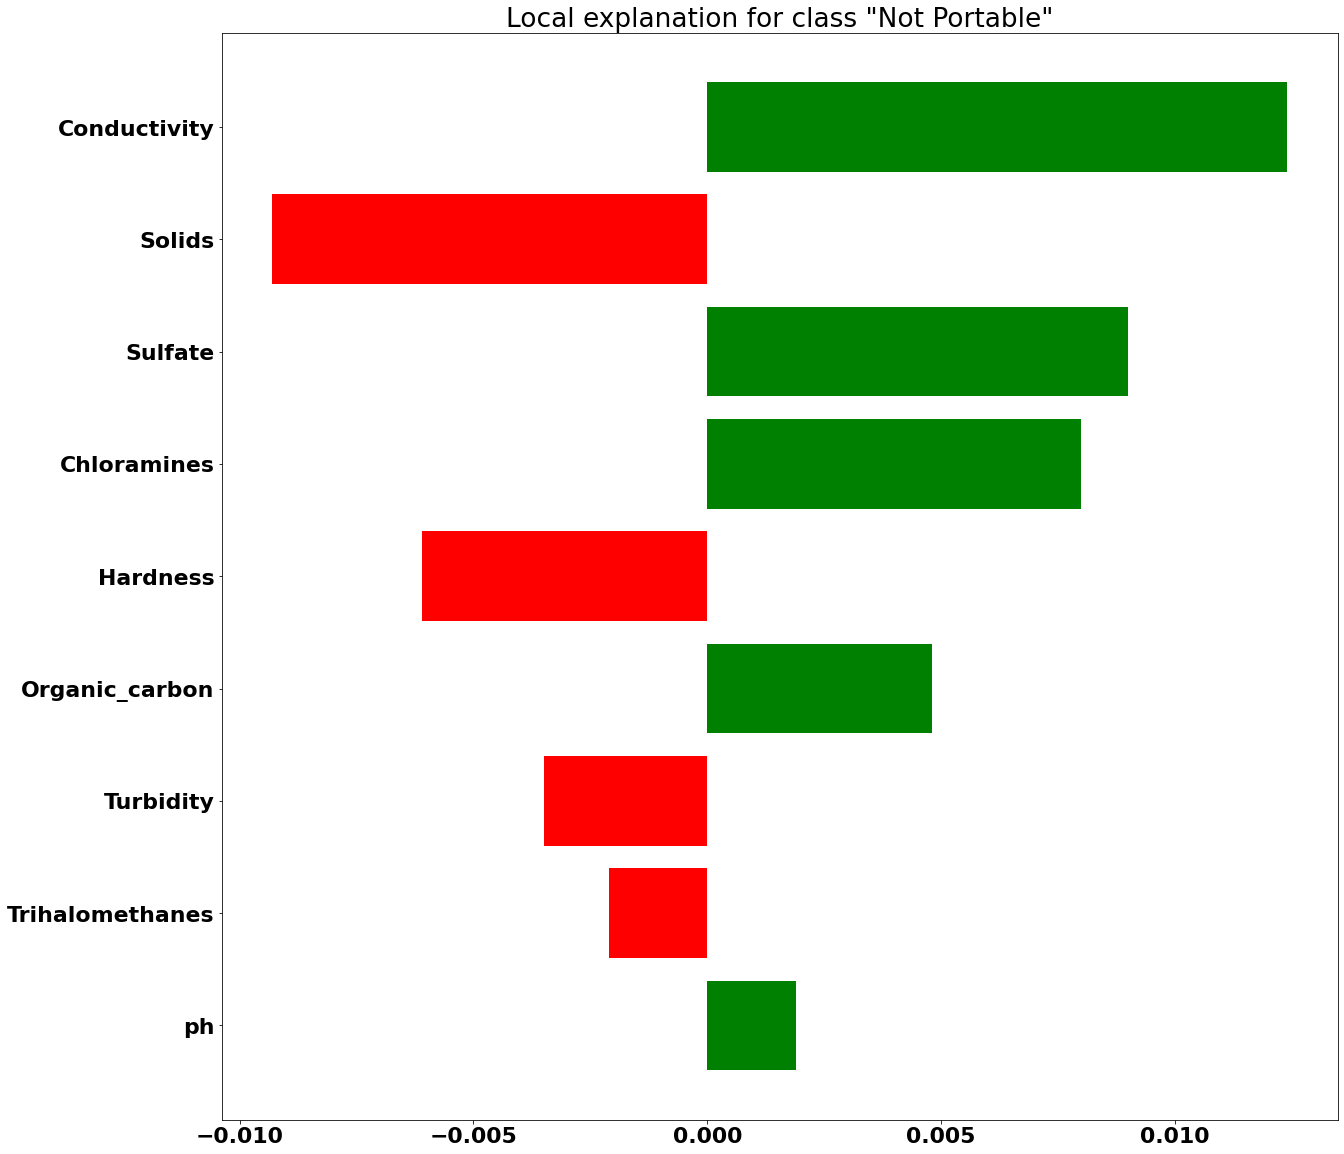 Local explanation for class "Not Portable"
Conductivity
Solids
Sulfate
Chloramines
Hardness
Organic_carbon
Turbidity
Trihalomethanes
ph
−0.010 −0.005 0.000 0.005 0.010